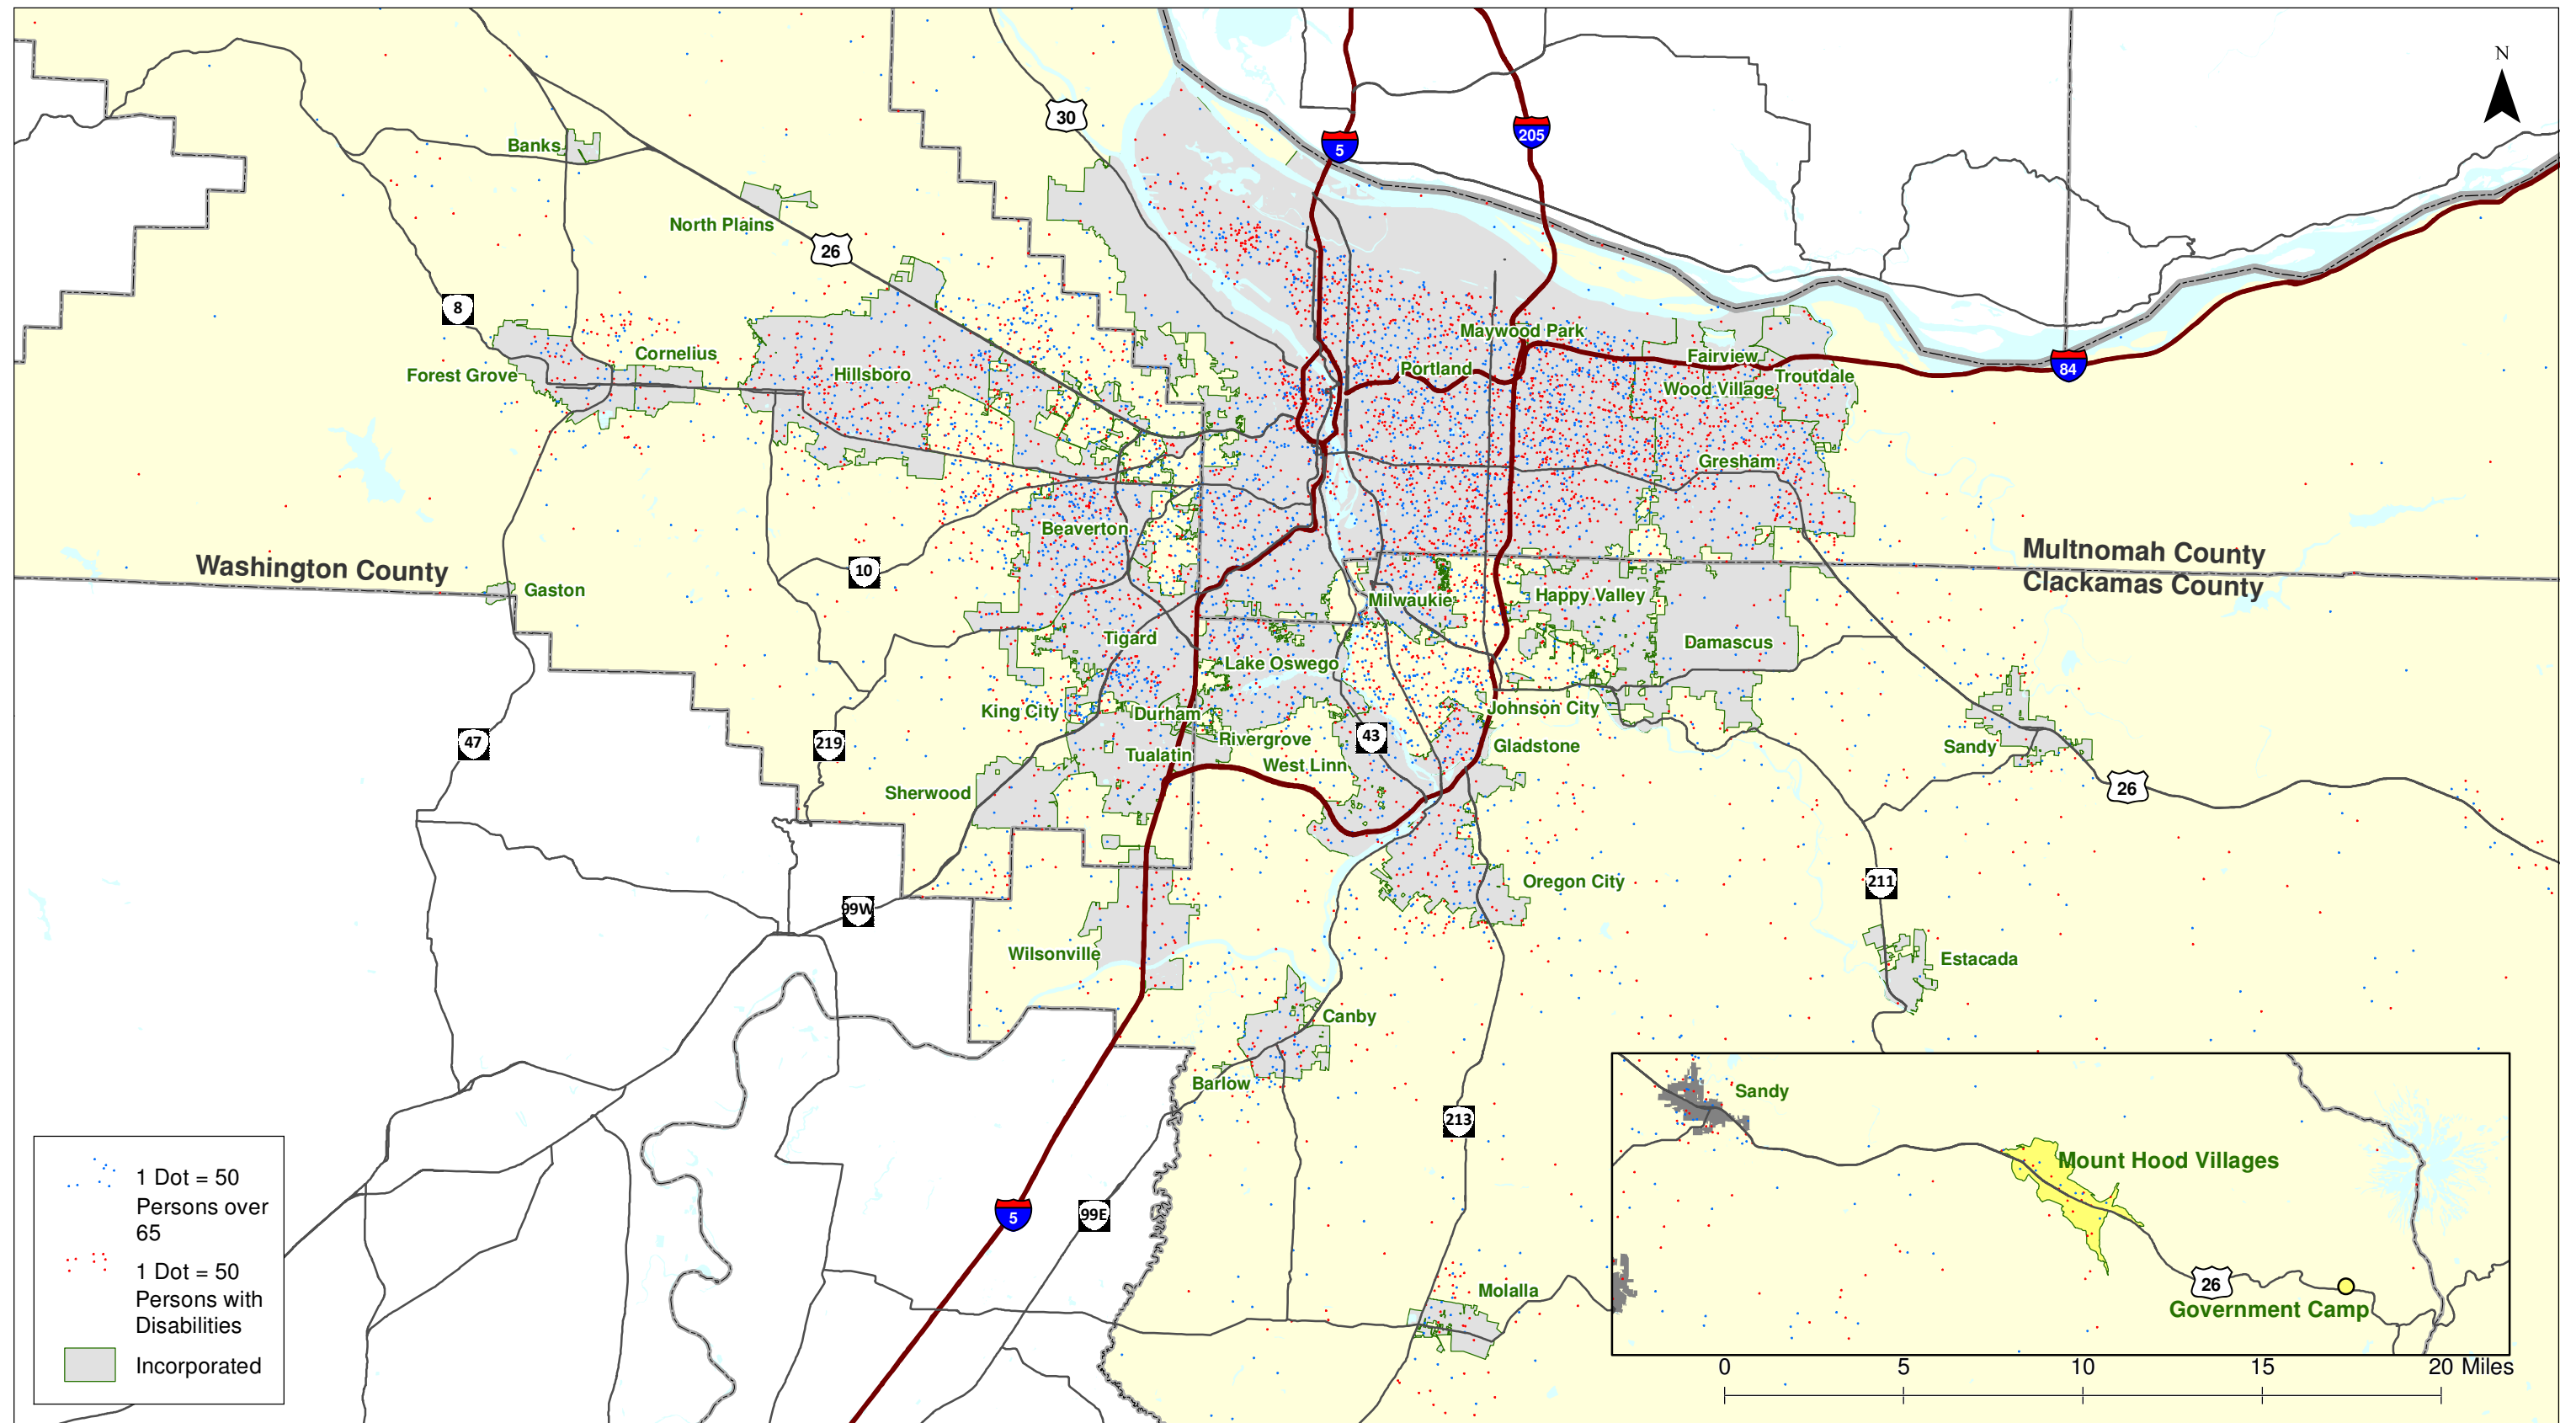 N
30
5
205
Banks
North Plains
26
8
Maywood Park
Cornelius
Fairview
Forest Grove
Hillsboro
Portland
84
Troutdale
Wood Village
Gresham
Beaverton
Multnomah County
Washington County
10
Clackamas County
Gaston
Milwaukie
Happy Valley
Tigard
Damascus
Lake Oswego
King City
Durham
Johnson City
47
219
Rivergrove
43
Gladstone
Sandy
Tualatin
West Linn
Sherwood
26
Oregon City
211
99W
Wilsonville
Estacada
Canby
Barlow
Sandy
213
Mount Hood Villages
1 Dot = 50
Persons over
65
5
99E
1 Dot = 50
Persons with
Disabilities
26
Molalla
Government Camp
Incorporated
0 5 10 15 20 Miles